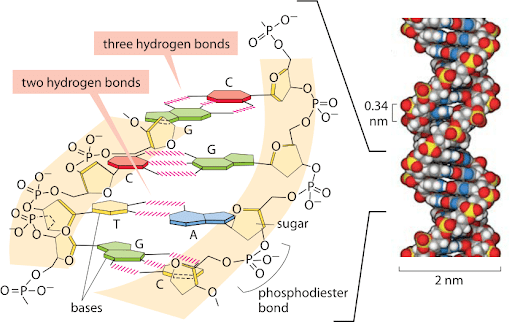 three hydrogen bonds
two hydrogen bonds
C
G
C
G
T
A
sugar
G
C
bases
phosphodiester
bond
0.34
nm
2 nm
O
P
O⁻
O
O
O
P
O⁻
O
O
O
P
O⁻
O
O
O
P
O⁻
O
O
O
P
O⁻
O
O
O
P
O⁻
O
O
O
P
O⁻
O
O
O
P
O⁻